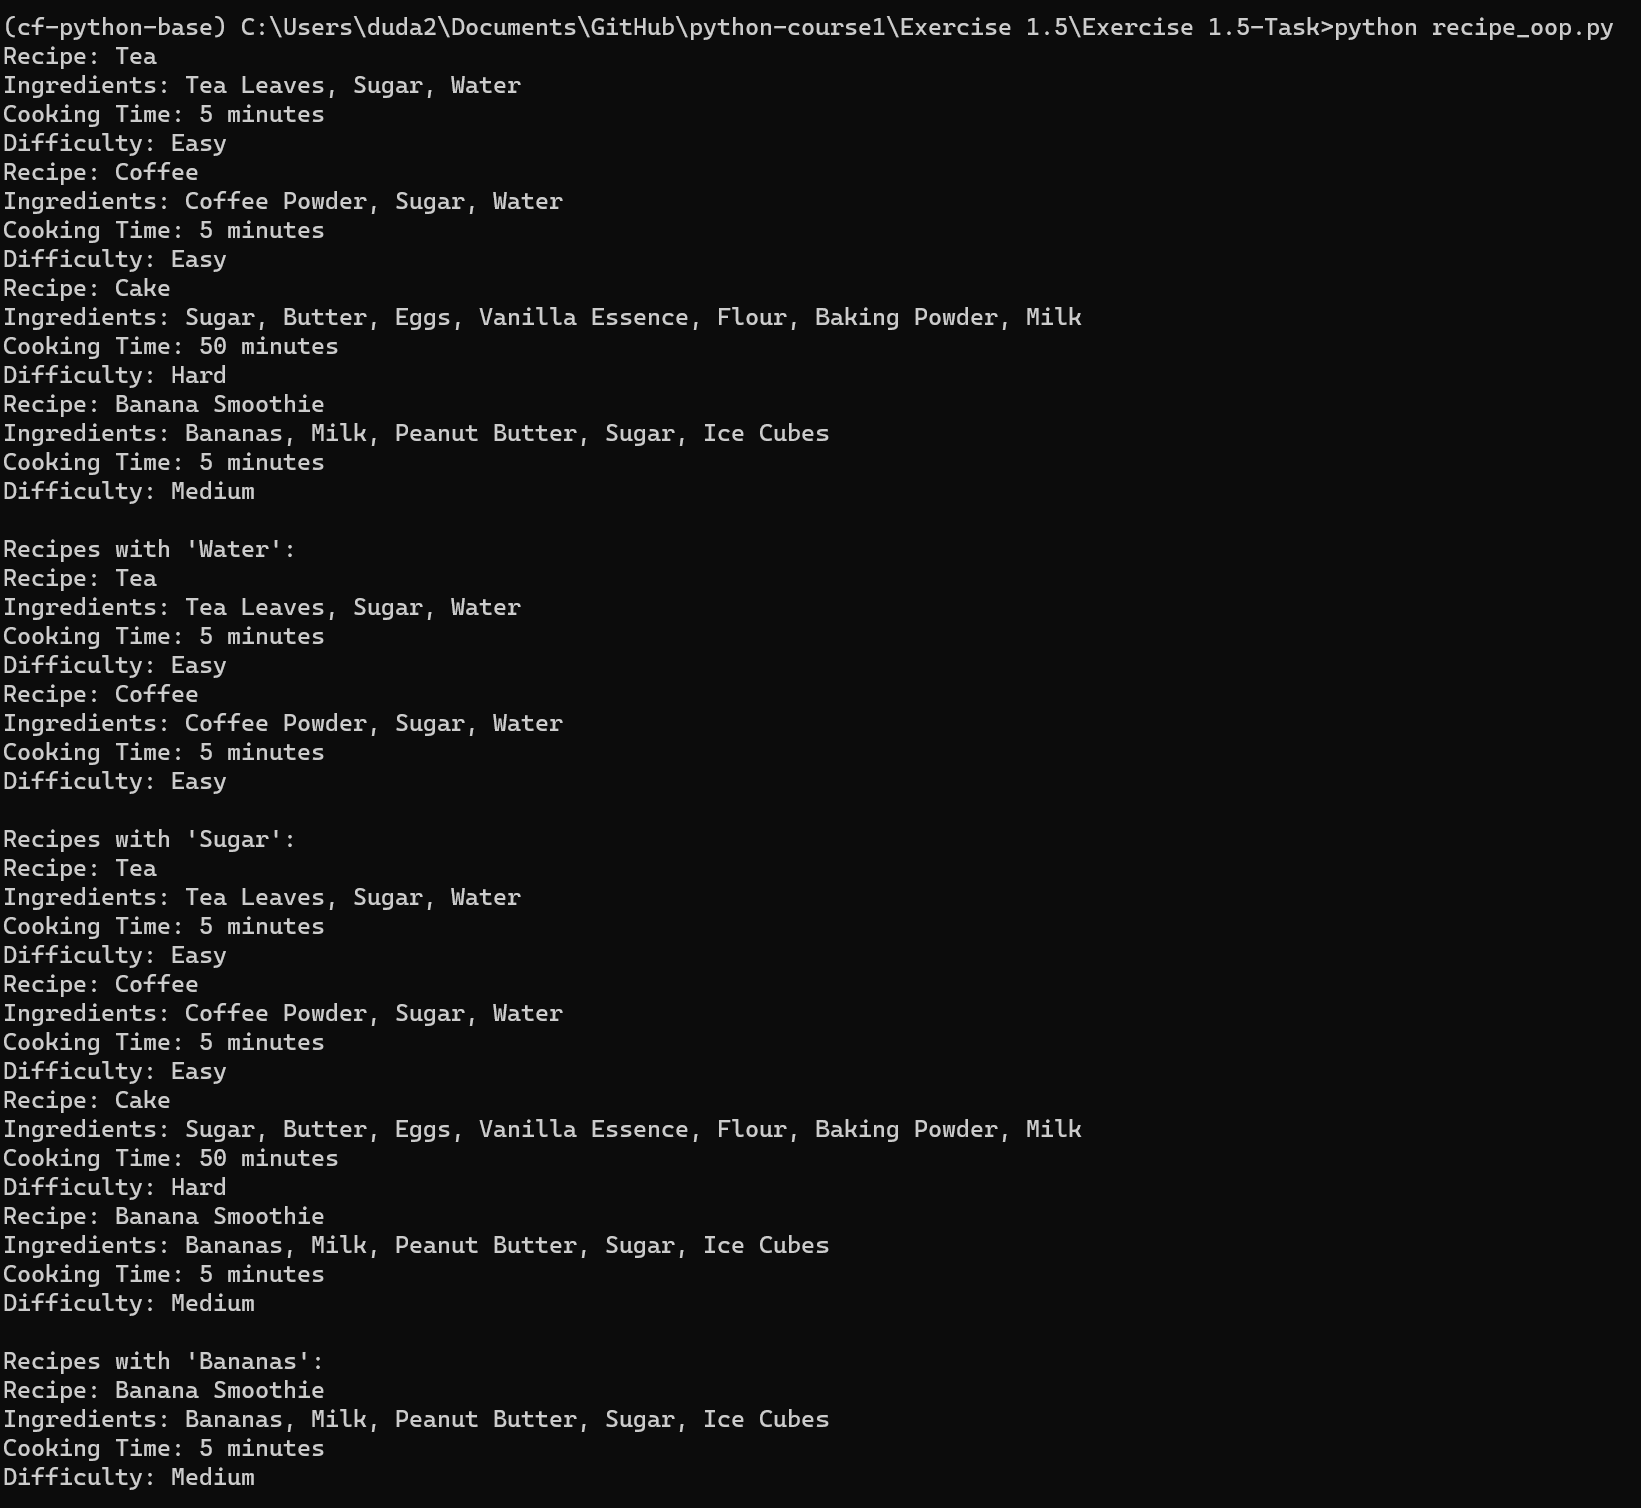 (cf-python-base) C:\Users\duda2\Documents\GitHub\python-course1\Exercise 1.5\Exercise 1.5-Task>python recipe_oop.py
Recipe: Tea
Ingredients: Tea Leaves, Sugar, Water
Cooking Time: 5 minutes
Difficulty: Easy
Recipe: Coffee
Ingredients: Coffee Powder, Sugar, Water
Cooking Time: 5 minutes
Difficulty: Easy
Recipe: Cake
Ingredients: Sugar, Butter, Eggs, Vanilla Essence, Flour, Baking Powder, Milk
Cooking Time: 50 minutes
Difficulty: Hard
Recipe: Banana Smoothie
Ingredients: Bananas, Milk, Peanut Butter, Sugar, Ice Cubes
Cooking Time: 5 minutes
Difficulty: Medium

Recipes with 'Water':
Recipe: Tea
Ingredients: Tea Leaves, Sugar, Water
Cooking Time: 5 minutes
Difficulty: Easy
Recipe: Coffee
Ingredients: Coffee Powder, Sugar, Water
Cooking Time: 5 minutes
Difficulty: Easy

Recipes with 'Sugar':
Recipe: Tea
Ingredients: Tea Leaves, Sugar, Water
Cooking Time: 5 minutes
Difficulty: Easy
Recipe: Coffee
Ingredients: Coffee Powder, Sugar, Water
Cooking Time: 5 minutes
Difficulty: Easy
Recipe: Cake
Ingredients: Sugar, Butter, Eggs, Vanilla Essence, Flour, Baking Powder, Milk
Cooking Time: 50 minutes
Difficulty: Hard
Recipe: Banana Smoothie
Ingredients: Bananas, Milk, Peanut Butter, Sugar, Ice Cubes
Cooking Time: 5 minutes
Difficulty: Medium

Recipes with 'Bananas':
Recipe: Banana Smoothie
Ingredients: Bananas, Milk, Peanut Butter, Sugar, Ice Cubes
Cooking Time: 5 minutes
Difficulty: Medium